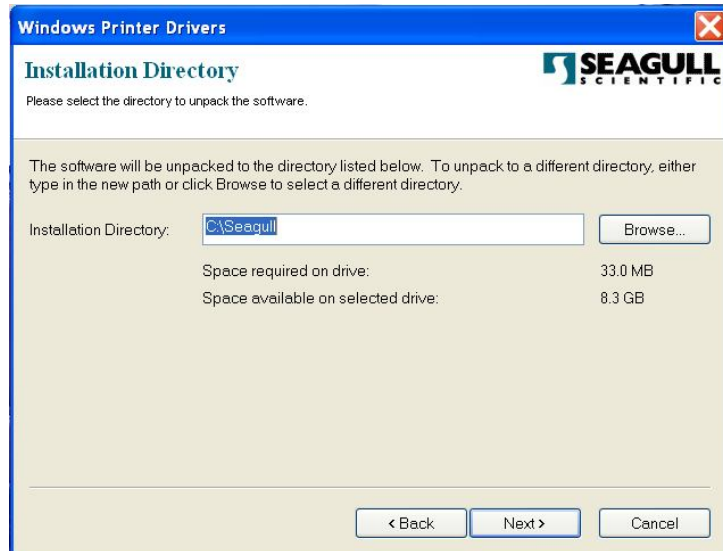 Windows Printer Drivers
Installation Directory
SEAGULL
SCIENTIFIC
Please select the directory to unpack the software.
The software will be unpacked to the directory listed below. To unpack to a different directory, either
type in the new path or click Browse to select a different directory.
Installation Directory: C:\Seagull Browse...
Space required on drive: 33.0 MB
Space available on selected drive: 8.3 GB
< Back Next > Cancel